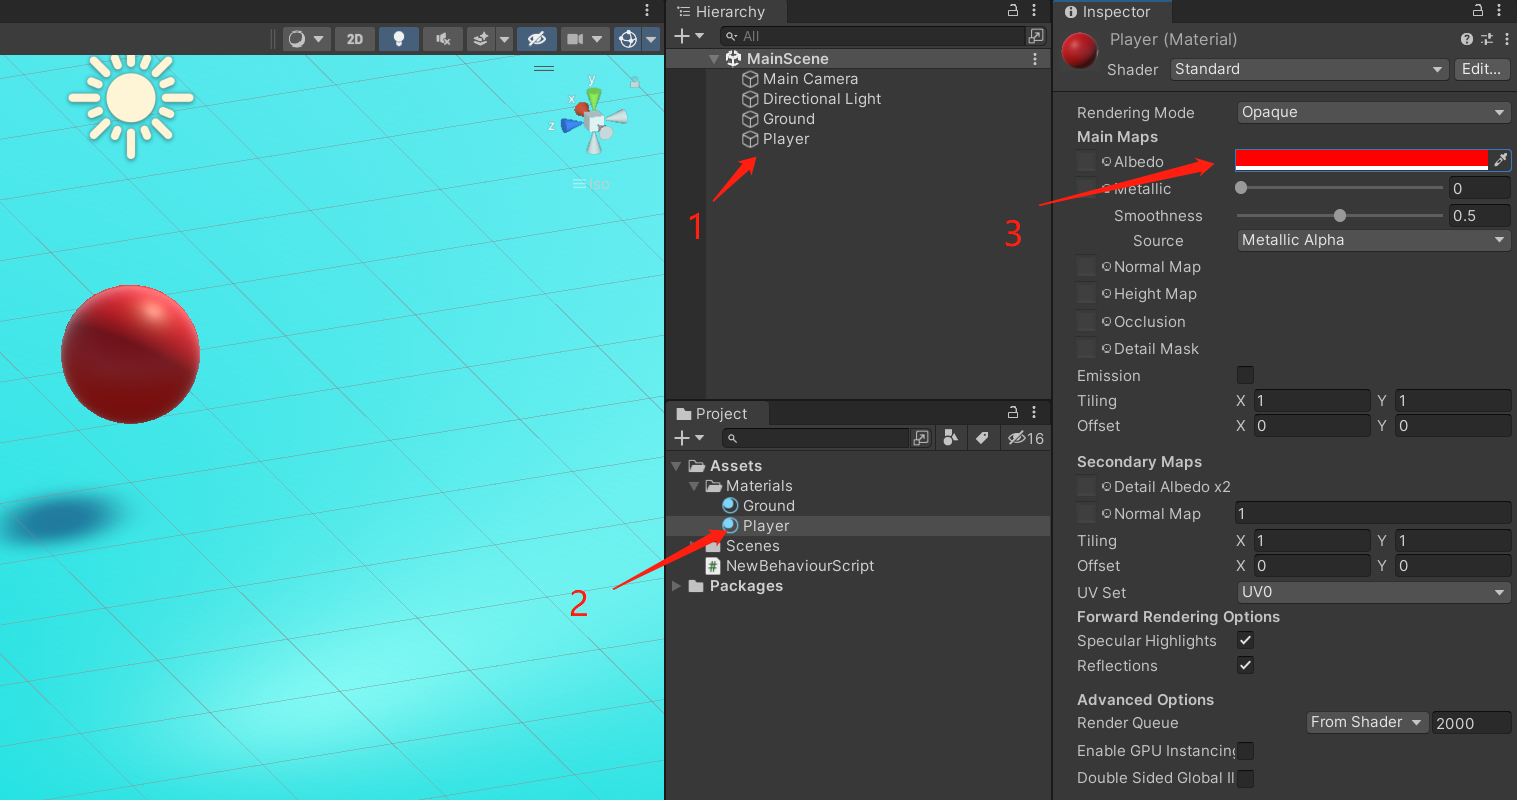 2D
y
x
z
Iso
Hierarchy
All
MainScene
Main Camera
Directional Light
Ground
Player
1
Project
16
Assets
Materials
Ground
Player
Scenes
NewBehaviourScript
Packages
2
Inspector
Player (Material)
Shader Standard Edit...
Rendering Mode Opaque
Main Maps
Albedo
Metallic 0
3
Smoothness 0.5
Source Metallic Alpha
Normal Map
Height Map
Occlusion
Detail Mask
Emission
Tiling X 1 Y 1
Offset X 0 Y 0
Secondary Maps
Detail Albedo x2
Normal Map 1
Tiling X 1 Y 1
Offset X 0 Y 0
UV Set UV0
Forward Rendering Options
Specular Highlights
Reflections
Advanced Options
Render Queue From Shader 2000
Enable GPU Instancing
Double Sided Global Il